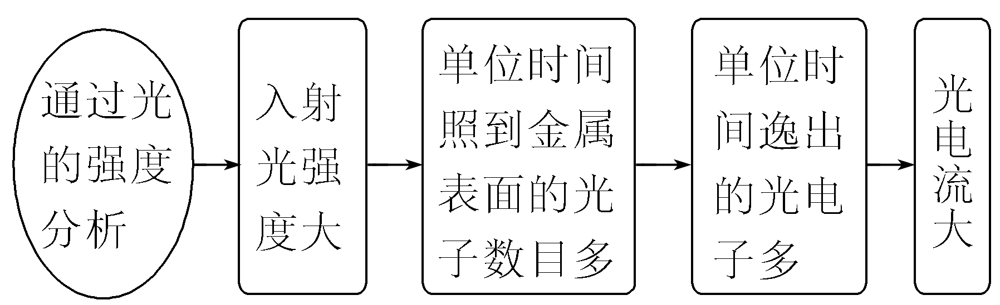 通过光
的强度
分析
入射
光强
度大
单位时间
照到金属
表面的光
子数目多
单位时
间逸出
的光电
子多
光
电
流
大